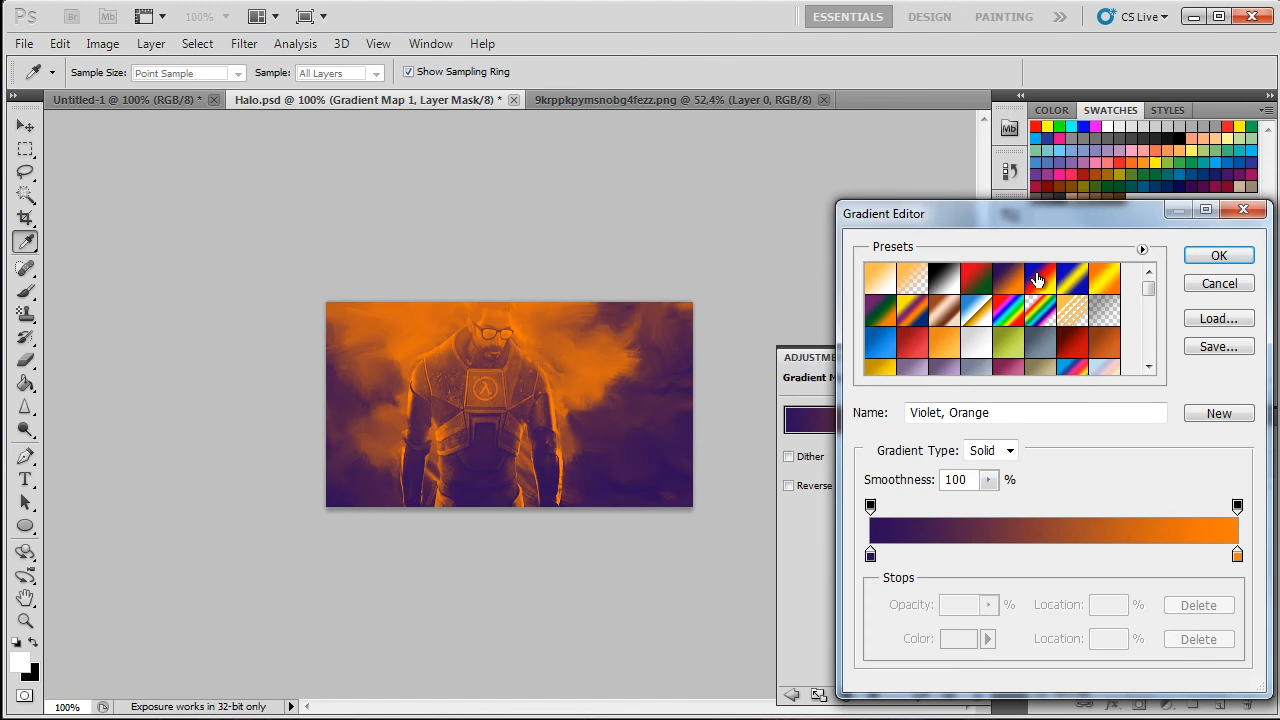 Ps Br Mb 100% ESSENTIALS DESIGN PAINTING CS Live
File Edit Image Layer Select Filter Analysis 3D View Window Help
Sample Size: Point Sample Sample: All Layers Show Sampling Ring
Untitled-1 @ 100% (RGB/8) * Halo.psd @ 100% (Gradient Map 1, Layer Mask/8) * 9krppkpymsnobg4fezz.png @ 52,4% (Layer 0, RGB/8)
COLOR SWATCHES STYLES
Mb
Gradient Editor
Presets
OK
Cancel
Load...
Save...
ADJUSTME
Gradient M
Name: Violet, Orange New
Gradient Type: Solid
Dither
Smoothness: 100 %
Reverse
Stops
Opacity: % Location: % Delete
Color: Location: % Delete
100% Exposure works in 32-bit only